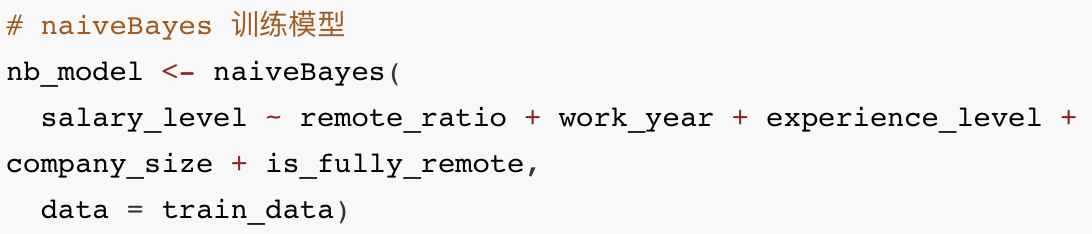 # naiveBayes 训练模型
nb_model <- naiveBayes(
  salary_level ~ remote_ratio + work_year + experience_level +
company_size + is_fully_remote,
  data = train_data)